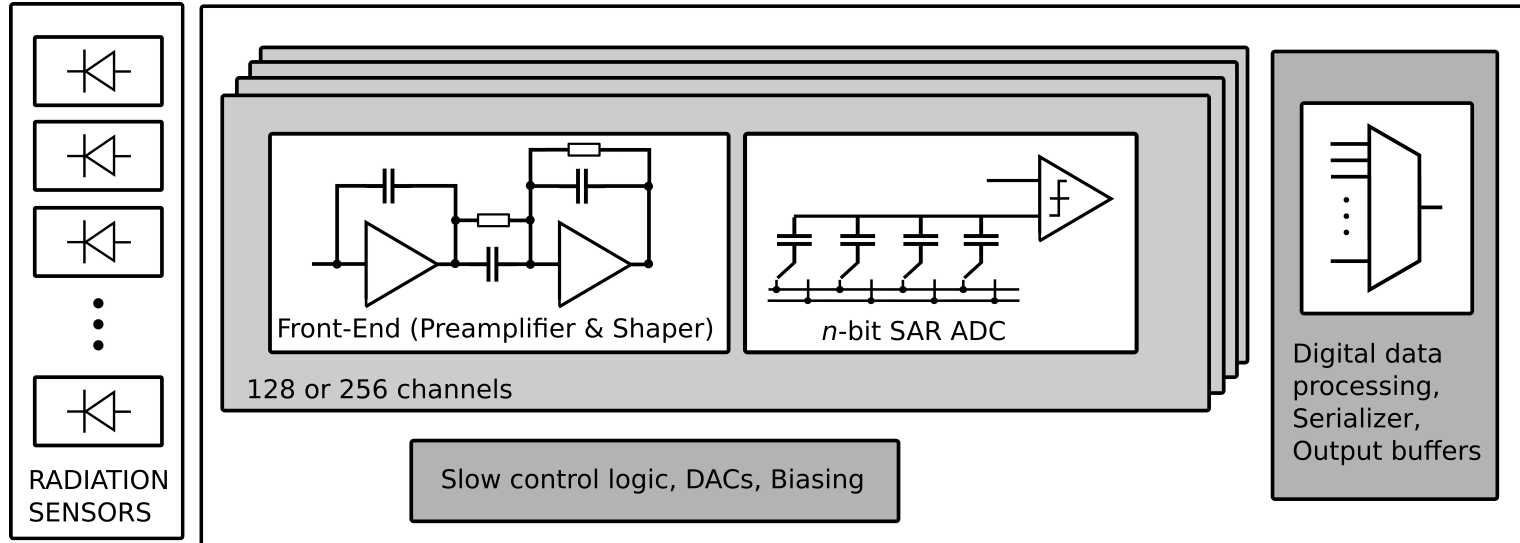 RADIATION
SENSORS
Front-End (Preamplifier & Shaper)
n-bit SAR ADC
128 or 256 channels
Slow control logic, DACs, Biasing
Digital data
processing,
Serializer,
Output buffers